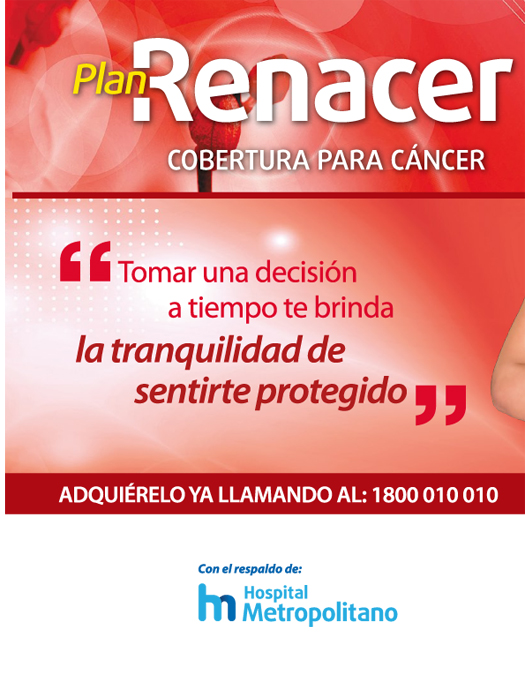 Plan Renacer
COBERTURA PARA CÁNCER
“ Tomar una decisión
a tiempo te brinda
la tranquilidad de
sentirte protegido ”
ADQUIÉRELO YA LLAMANDO AL: 1800 010 010
Con el respaldo de:
hm Hospital
Metropolitano